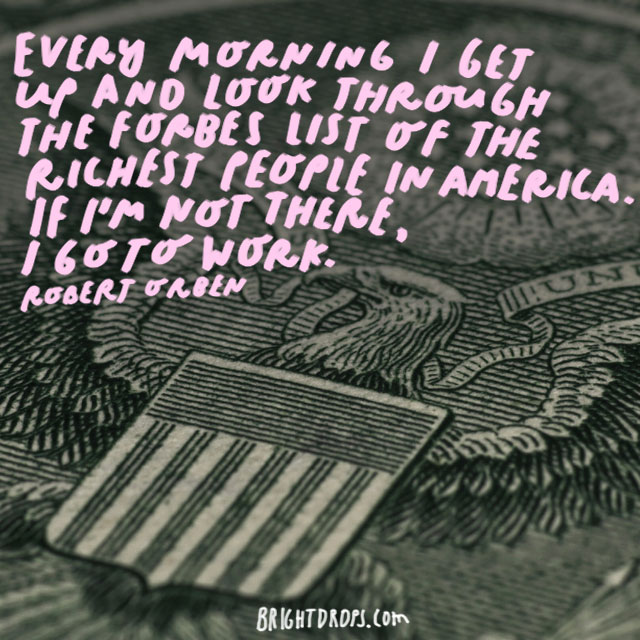 EVERY MORNING I GET
UP AND LOOK THROUGH
THE FORBES LIST OF THE
RICHEST PEOPLE IN AMERICA.
IF I'M NOT THERE,
I GO TO WORK.
ROBERT ORBEN
UNU
BRIGHTDROPS.COM